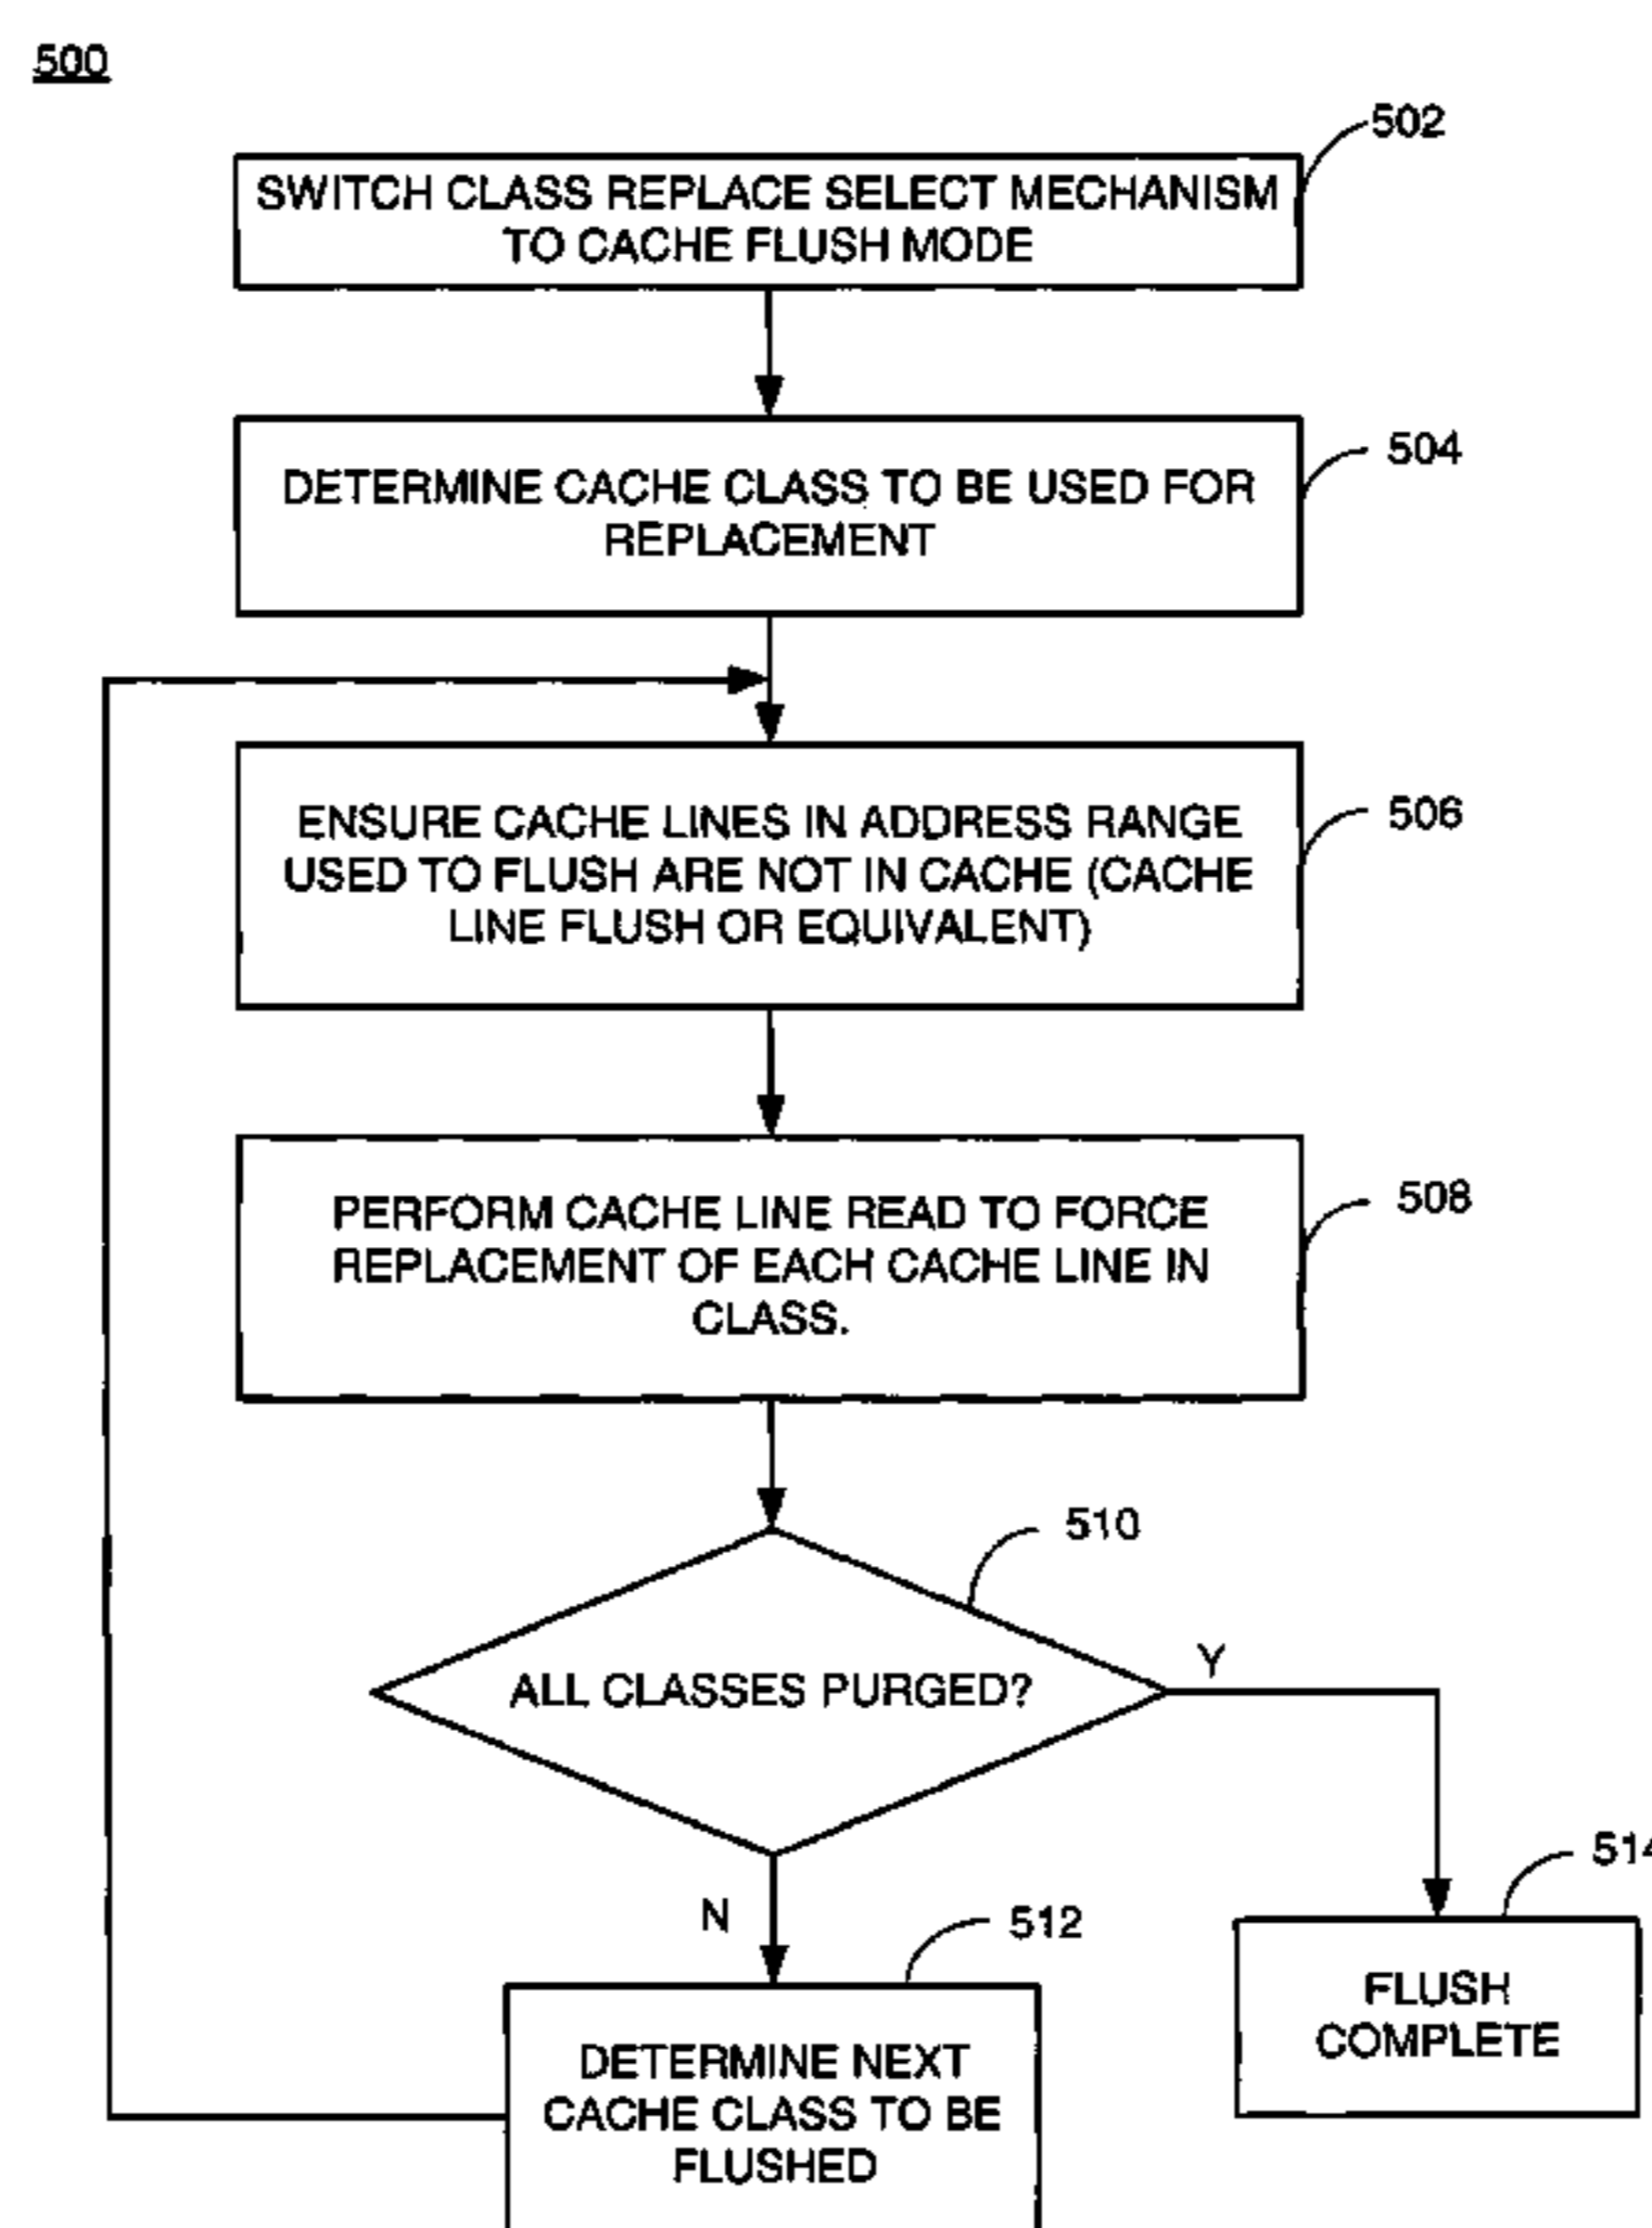 500
502
SWITCH CLASS REPLACE SELECT MECHANISM
TO CACHE FLUSH MODE
504
DETERMINE CACHE CLASS TO BE USED FOR
REPLACEMENT
506
ENSURE CACHE LINES IN ADDRESS RANGE
USED TO FLUSH ARE NOT IN CACHE (CACHE
LINE FLUSH OR EQUIVALENT)
508
PERFORM CACHE LINE READ TO FORCE
REPLACEMENT OF EACH CACHE LINE IN
CLASS.
510
ALL CLASSES PURGED?
Y
514
N
512
FLUSH
COMPLETE
DETERMINE NEXT
CACHE CLASS TO BE
FLUSHED